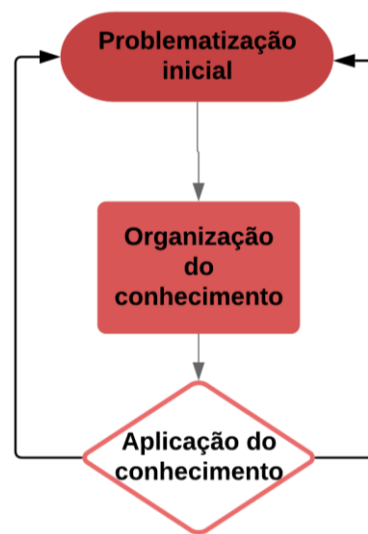 Problematização
inicial
Organização
do
conhecimento
Aplicação do
conhecimento